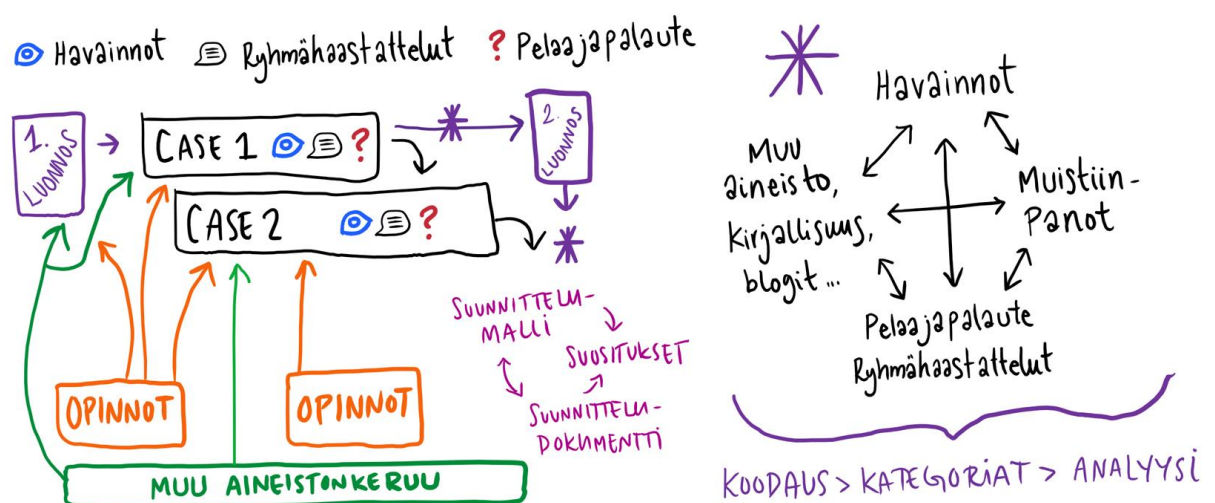 Havainnot
Ryhmähaastattelut
? Pelaajapalaute
1.
LUONNOS
CASE 1 ?
2.
LUONNOS
CASE 2 ?
SUUNNITTELU-
MALLI
SUOSITUKSET
SUUNNITTELU-
DOKUMENTTI
OPINNOT
OPINNOT
MUU AINEISTONKERUU
Havainnot
Muu
aineisto,
Kirjallisuus,
blogit...
Muistiin-
Panot
Pelaajapalaute
Ryhmähaastattelut
KOODAUS > KATEGORIAT > ANALYYSI